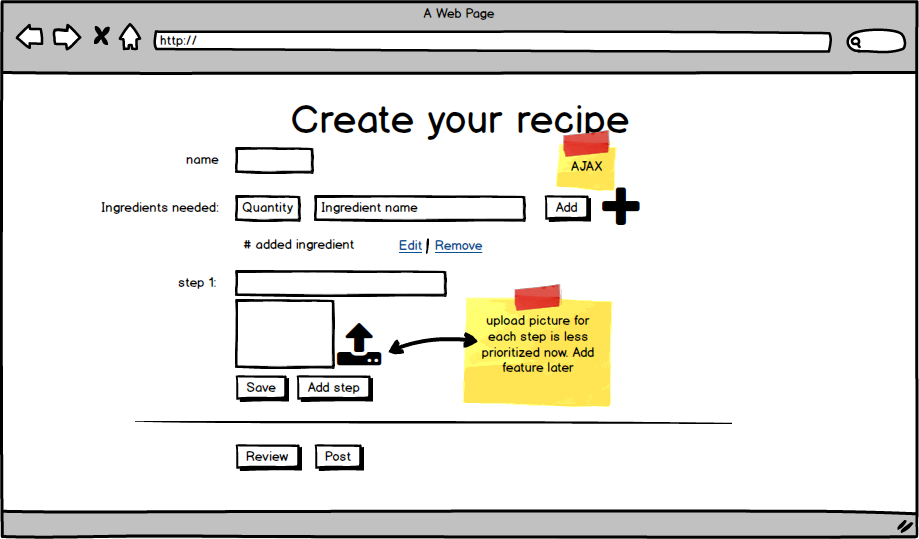 A Web Page
http://
Create your recipe
name
AJAX
Ingredients needed: Quantity Ingredient name Add
# added ingredient Edit | Remove
step 1:
upload picture for
each step is less
prioritized now. Add
feature later
Save Add step
Review Post